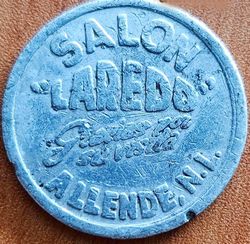 SALON
"LAREDO"
Gracias por
su visita
ALLENDE, N.L.